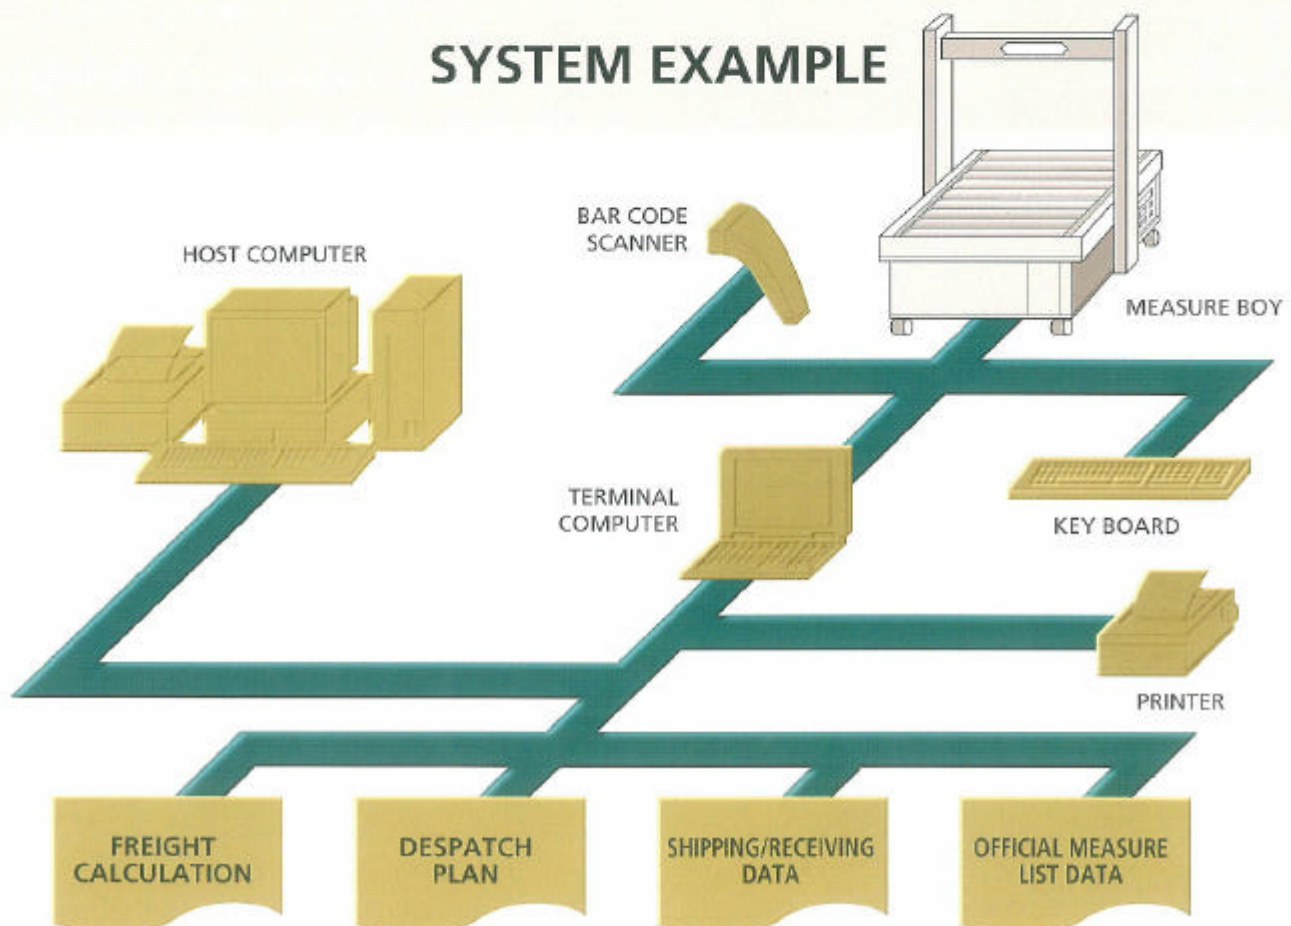 SYSTEM EXAMPLE
BAR CODE
SCANNER
HOST COMPUTER
MEASURE BOY
TERMINAL
COMPUTER
KEY BOARD
PRINTER
FREIGHT
CALCULATION
DESPATCH
PLAN
SHIPPING/RECEIVING
DATA
OFFICIAL MEASURE
LIST DATA